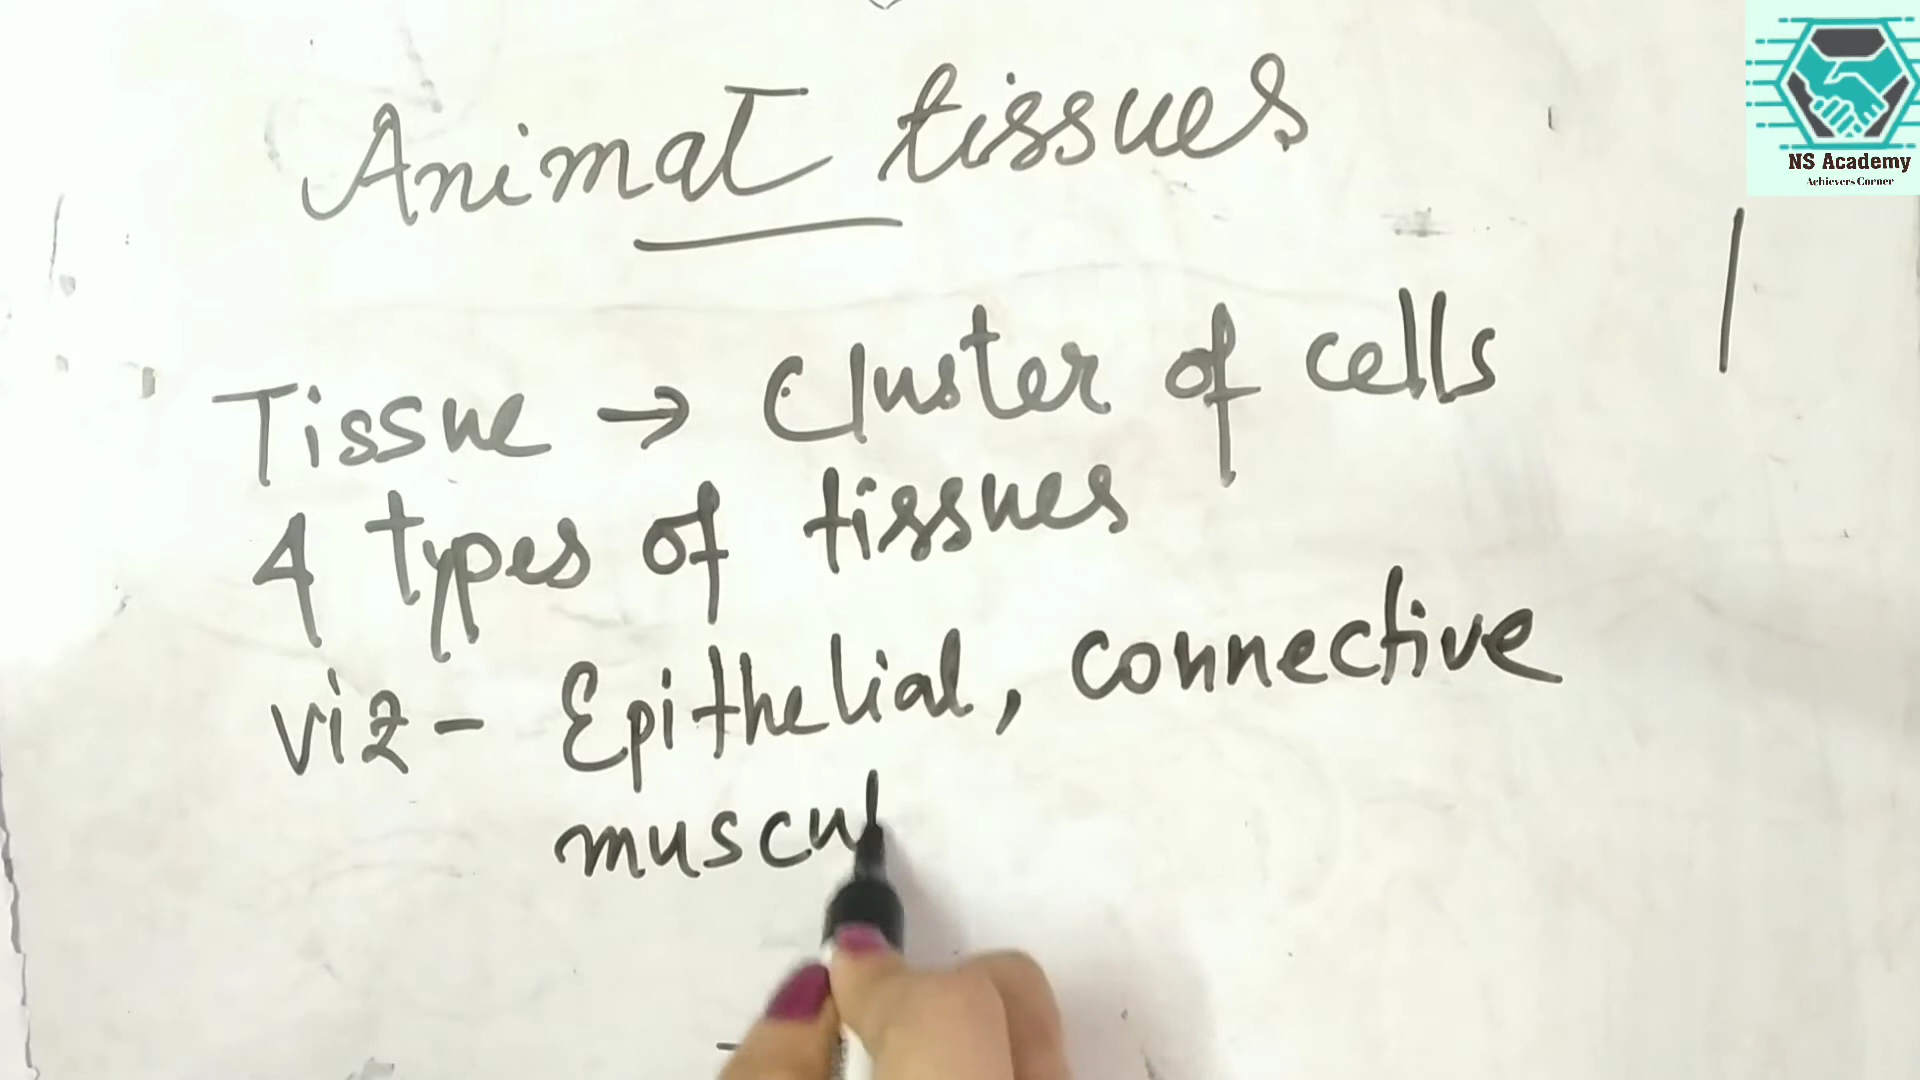 Animal tissues
NS Academy
Achievers Corner
Tissue → Cluster of cells
4 types of tissues
viz - Epithelial, connective
muscul